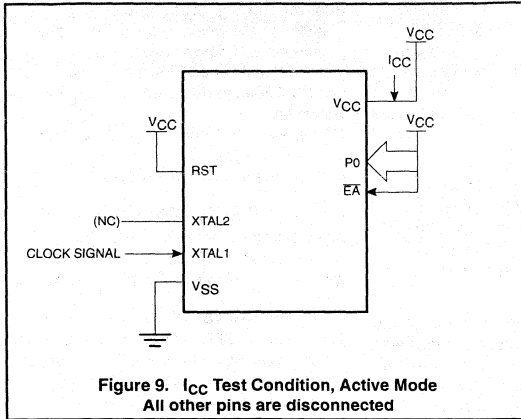 VCC
ICC
VCC
VCC
VCC
P0
RST
EA
(NC)
XTAL2
CLOCK SIGNAL
XTAL1
VSS
Figure 9. ICC Test Condition, Active Mode
All other pins are disconnected